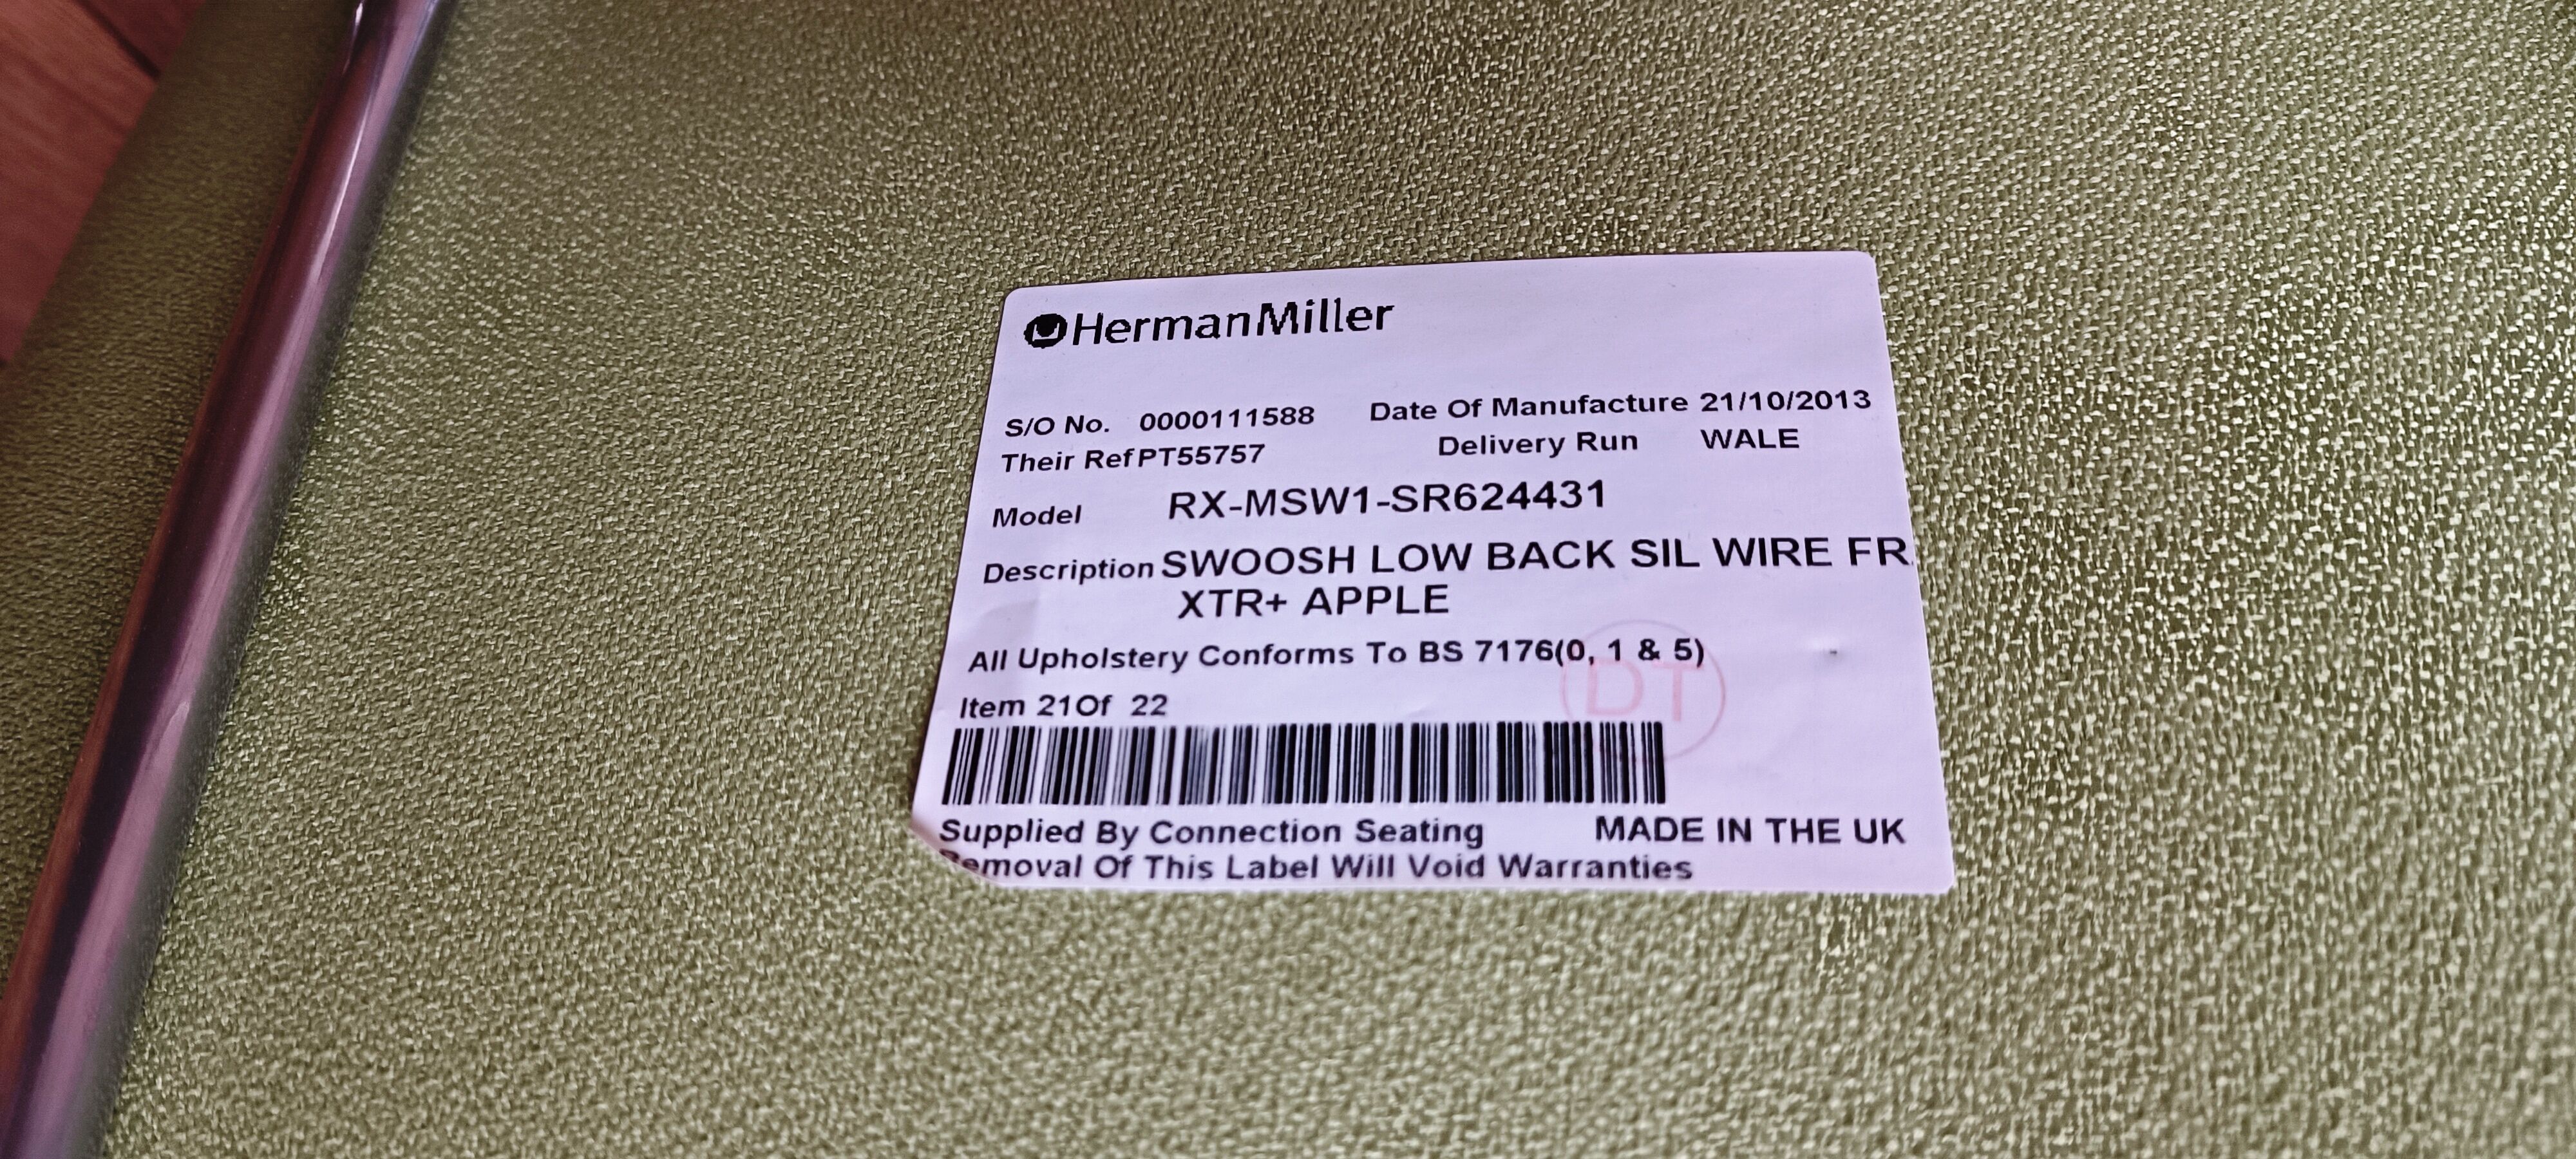 HermanMiller
S/O No. 0000111588 Date Of Manufacture 21/10/2013
Their Ref PT55757 Delivery Run WALE
Model RX-MSW1-SR624431
Description SWOOSH LOW BACK SIL WIRE FR
XTR+ APPLE
All Upholstery Conforms To BS 7176(0, 1 & 5)
DT
Item 21Of 22
Supplied By Connection Seating MADE IN THE UK
Removal Of This Label Will Void Warranties